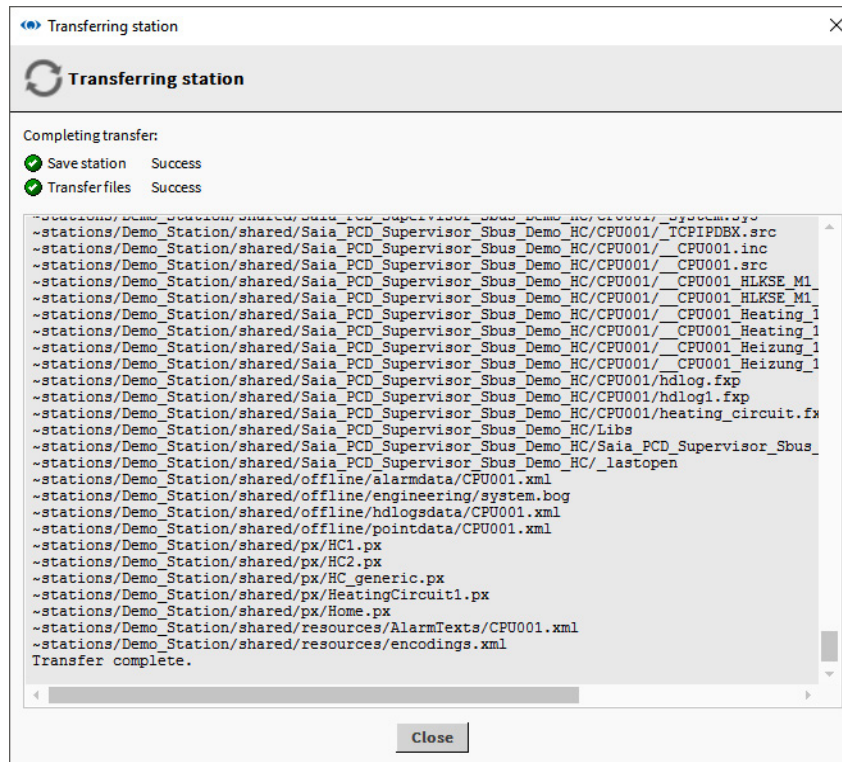 Transferring station
Transferring station
Completing transfer:
Save station Success
Transfer files Success
~stations/Demo_Station/shared/Saia_PCD_Supervisor_Sbus_Demo_HC/CPU001/_System.sys
~stations/Demo_Station/shared/Saia_PCD_Supervisor_Sbus_Demo_HC/CPU001/_TCPIPDBX.src
~stations/Demo_Station/shared/Saia_PCD_Supervisor_Sbus_Demo_HC/CPU001/__CPU001.inc
~stations/Demo_Station/shared/Saia_PCD_Supervisor_Sbus_Demo_HC/CPU001/__CPU001.src
~stations/Demo_Station/shared/Saia_PCD_Supervisor_Sbus_Demo_HC/CPU001/__CPU001_HLKSE_M1_
~stations/Demo_Station/shared/Saia_PCD_Supervisor_Sbus_Demo_HC/CPU001/__CPU001_HLKSE_M1_
~stations/Demo_Station/shared/Saia_PCD_Supervisor_Sbus_Demo_HC/CPU001/__CPU001_Heating_1
~stations/Demo_Station/shared/Saia_PCD_Supervisor_Sbus_Demo_HC/CPU001/__CPU001_Heating_1
~stations/Demo_Station/shared/Saia_PCD_Supervisor_Sbus_Demo_HC/CPU001/__CPU001_Heizung_1
~stations/Demo_Station/shared/Saia_PCD_Supervisor_Sbus_Demo_HC/CPU001/__CPU001_Heizung_1
~stations/Demo_Station/shared/Saia_PCD_Supervisor_Sbus_Demo_HC/CPU001/hdlog.fxp
~stations/Demo_Station/shared/Saia_PCD_Supervisor_Sbus_Demo_HC/CPU001/hdlog1.fxp
~stations/Demo_Station/shared/Saia_PCD_Supervisor_Sbus_Demo_HC/CPU001/heating_circuit.fx
~stations/Demo_Station/shared/Saia_PCD_Supervisor_Sbus_Demo_HC/Libs
~stations/Demo_Station/shared/Saia_PCD_Supervisor_Sbus_Demo_HC/Saia_PCD_Supervisor_Sbus_
~stations/Demo_Station/shared/Saia_PCD_Supervisor_Sbus_Demo_HC/_lastopen
~stations/Demo_Station/shared/offline/alarmdata/CPU001.xml
~stations/Demo_Station/shared/offline/engineering/system.bog
~stations/Demo_Station/shared/offline/hdlogsdata/CPU001.xml
~stations/Demo_Station/shared/offline/pointdata/CPU001.xml
~stations/Demo_Station/shared/px/HC1.px
~stations/Demo_Station/shared/px/HC2.px
~stations/Demo_Station/shared/px/HC_generic.px
~stations/Demo_Station/shared/px/HeatingCircuit1.px
~stations/Demo_Station/shared/px/Home.px
~stations/Demo_Station/shared/resources/AlarmTexts/CPU001.xml
~stations/Demo_Station/shared/resources/encodings.xml
Transfer complete.
Close